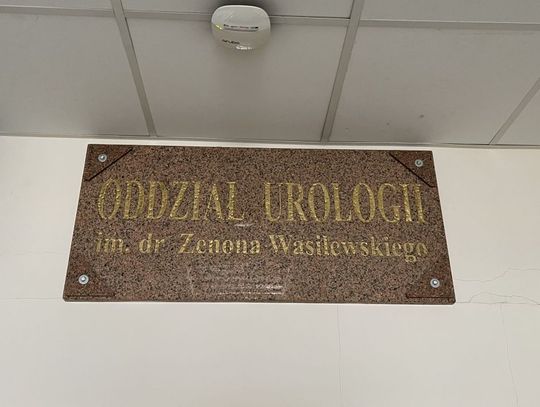 ODDZIAŁ UROLOGII
im. dr Zenona Wasilewskiego